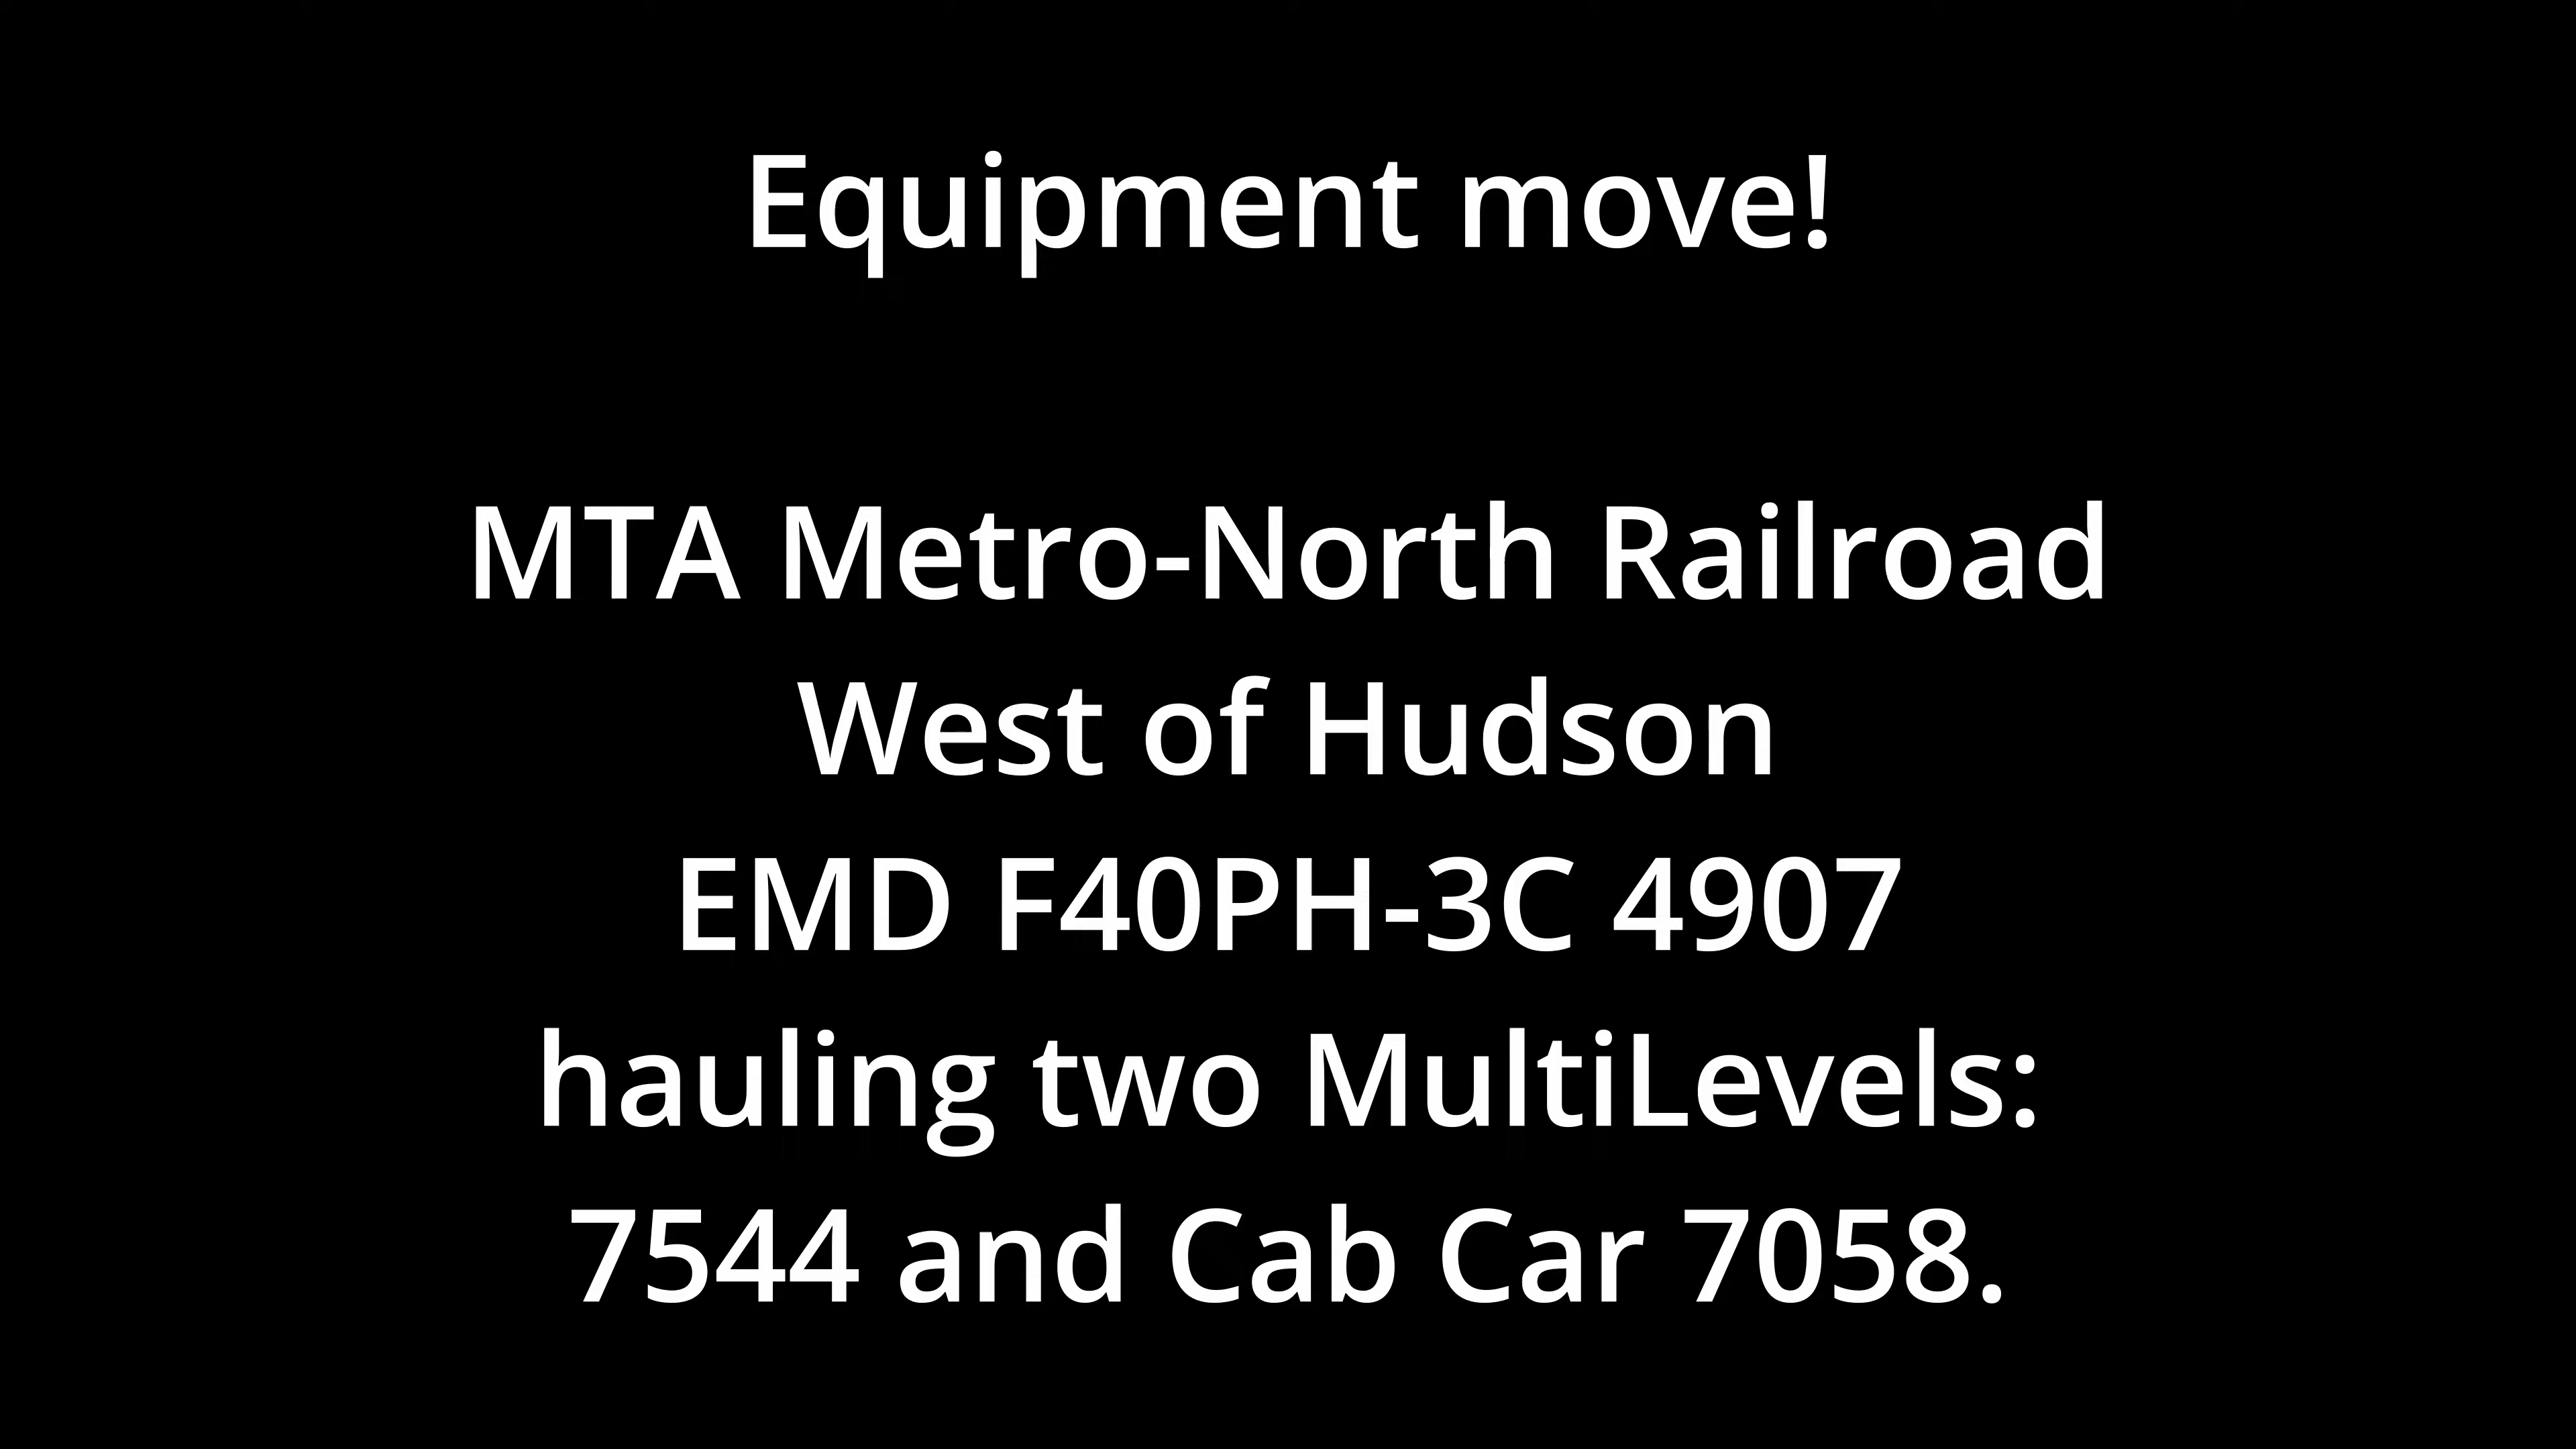 Equipment move!
MTA Metro-North Railroad
West of Hudson
EMD F40PH-3C 4907
hauling two MultiLevels:
7544 and Cab Car 7058.